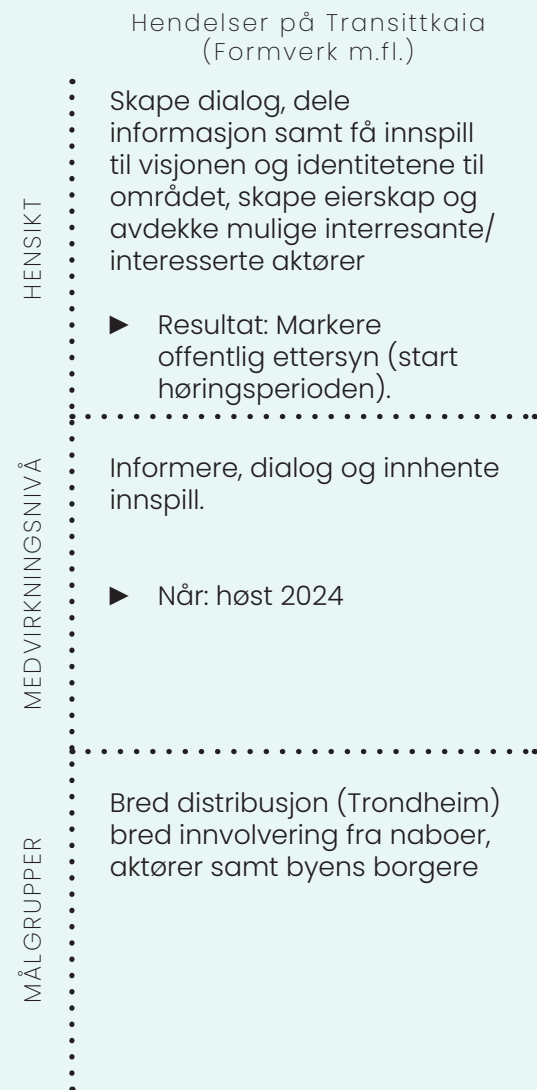 Hendelser på Transittkaia
(Formverk m.fl.)
HENSIKT
Skape dialog, dele
informasjon samt få innspill
til visjonen og identitetene til
området, skape eierskap og
avdekke mulige interresante/
interesserte aktører
► Resultat: Markere
offentlig ettersyn (start
høringsperioden).
MEDVIRKNINGSNIVÅ
Informere, dialog og innhente
innspill.
► Når: høst 2024
MÅLGRUPPER
Bred distribusjon (Trondheim)
bred innvolvering fra naboer,
aktører samt byens borgere